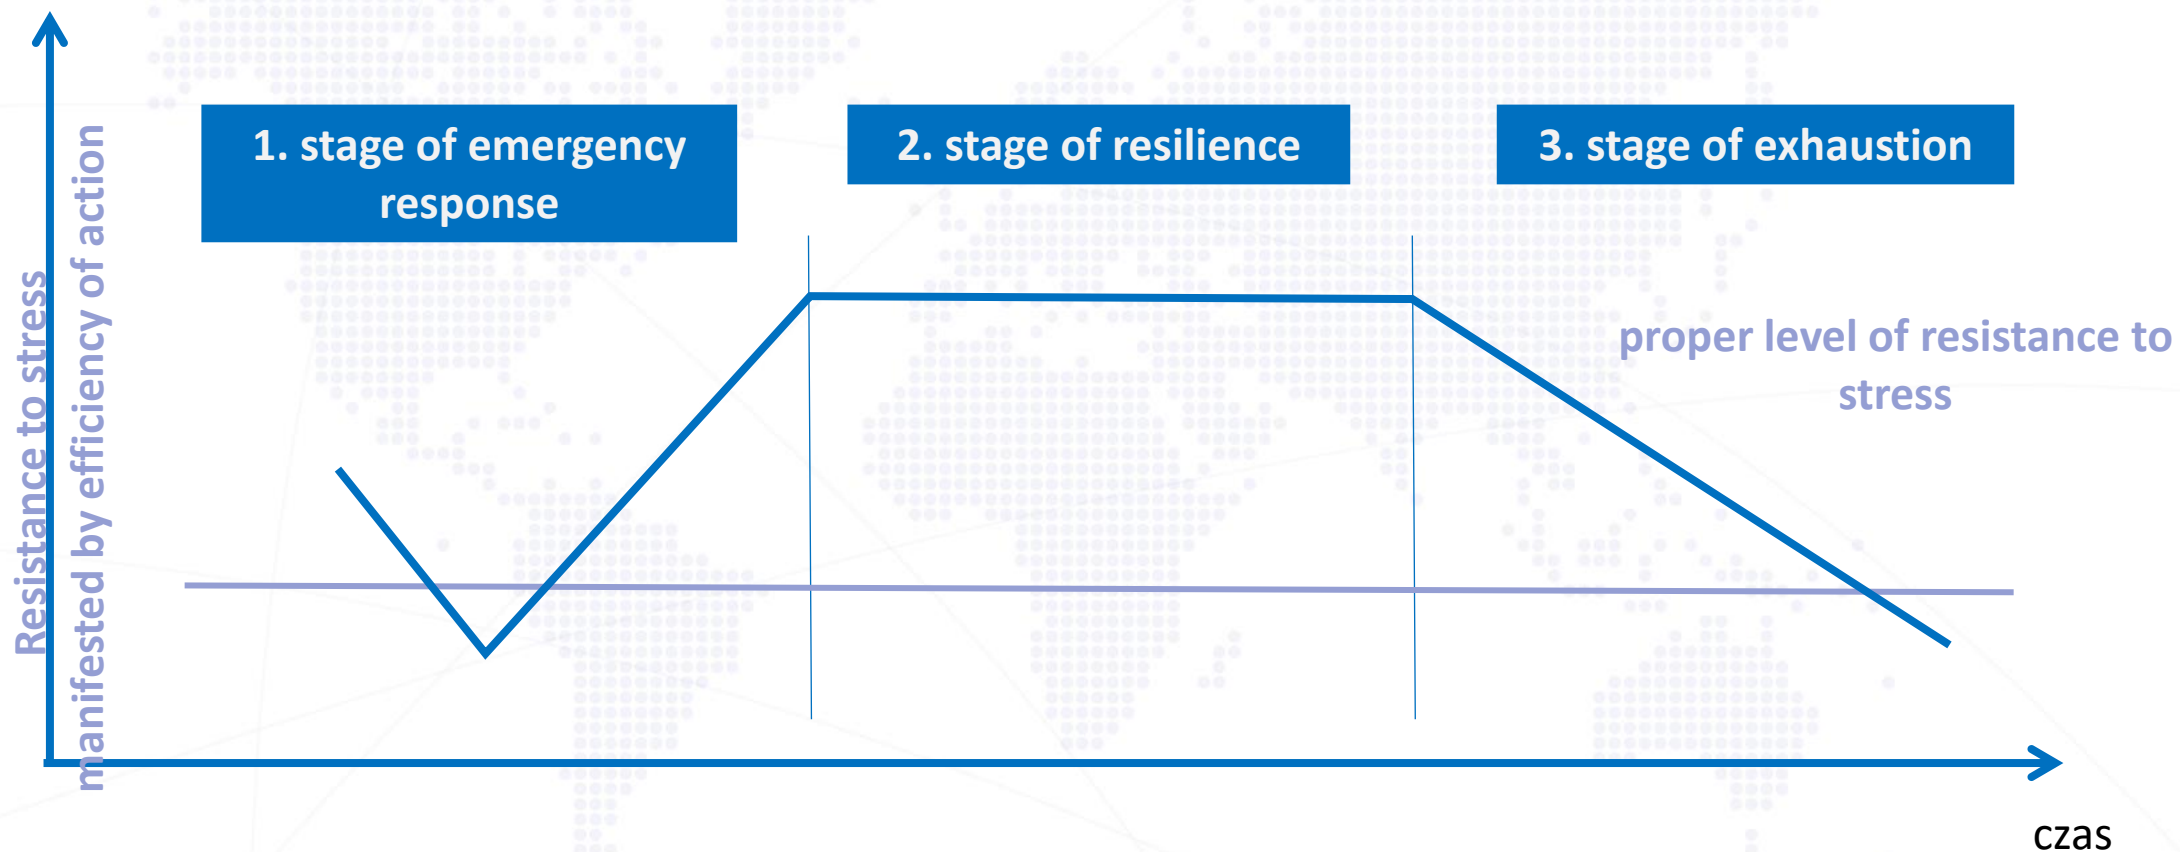 Resistance to stress
manifested by efficiency of action
1. stage of emergency
response
2. stage of resilience
3. stage of exhaustion
proper level of resistance to
stress
czas